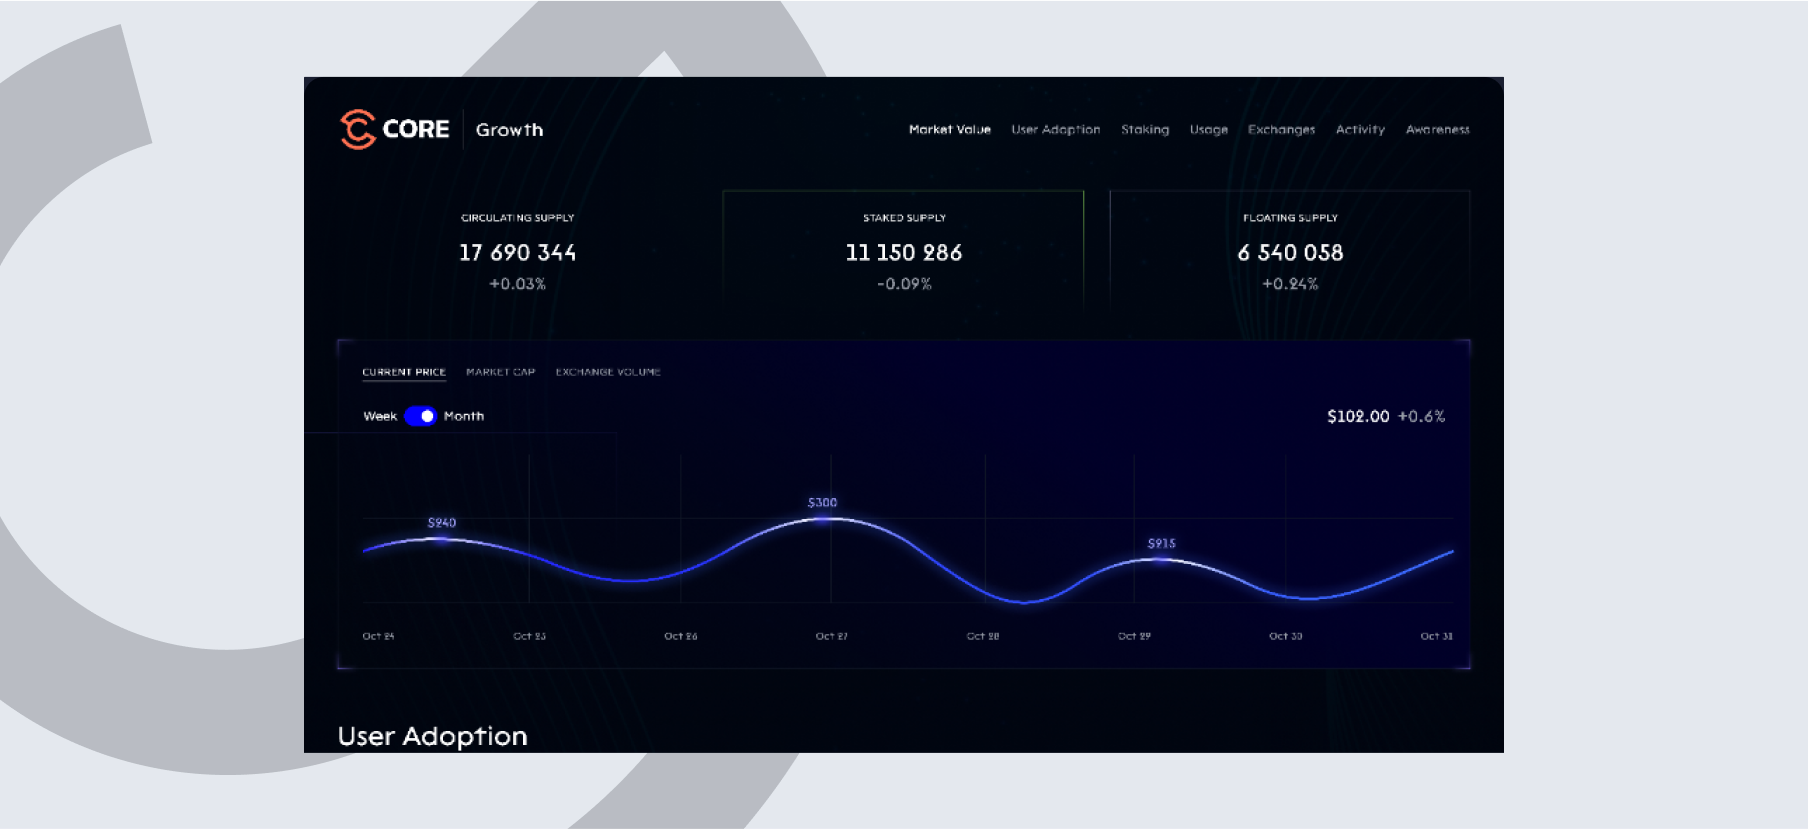 CORE Growth
Market Value User Adoption Staking Usage Exchanges Activity Awareness
CIRCULATING SUPPLY
17 690 344
+0.03%
STAKED SUPPLY
11 150 286
-0.09%
FLOATING SUPPLY
6 540 058
+0.24%
CURRENT PRICE MARKET CAP EXCHANGE VOLUME
Week Month
$102.00 +0.6%
$240
$300
$215
Oct 24 Oct 25 Oct 26 Oct 27 Oct 28 Oct 29 Oct 30 Oct 31
User Adoption